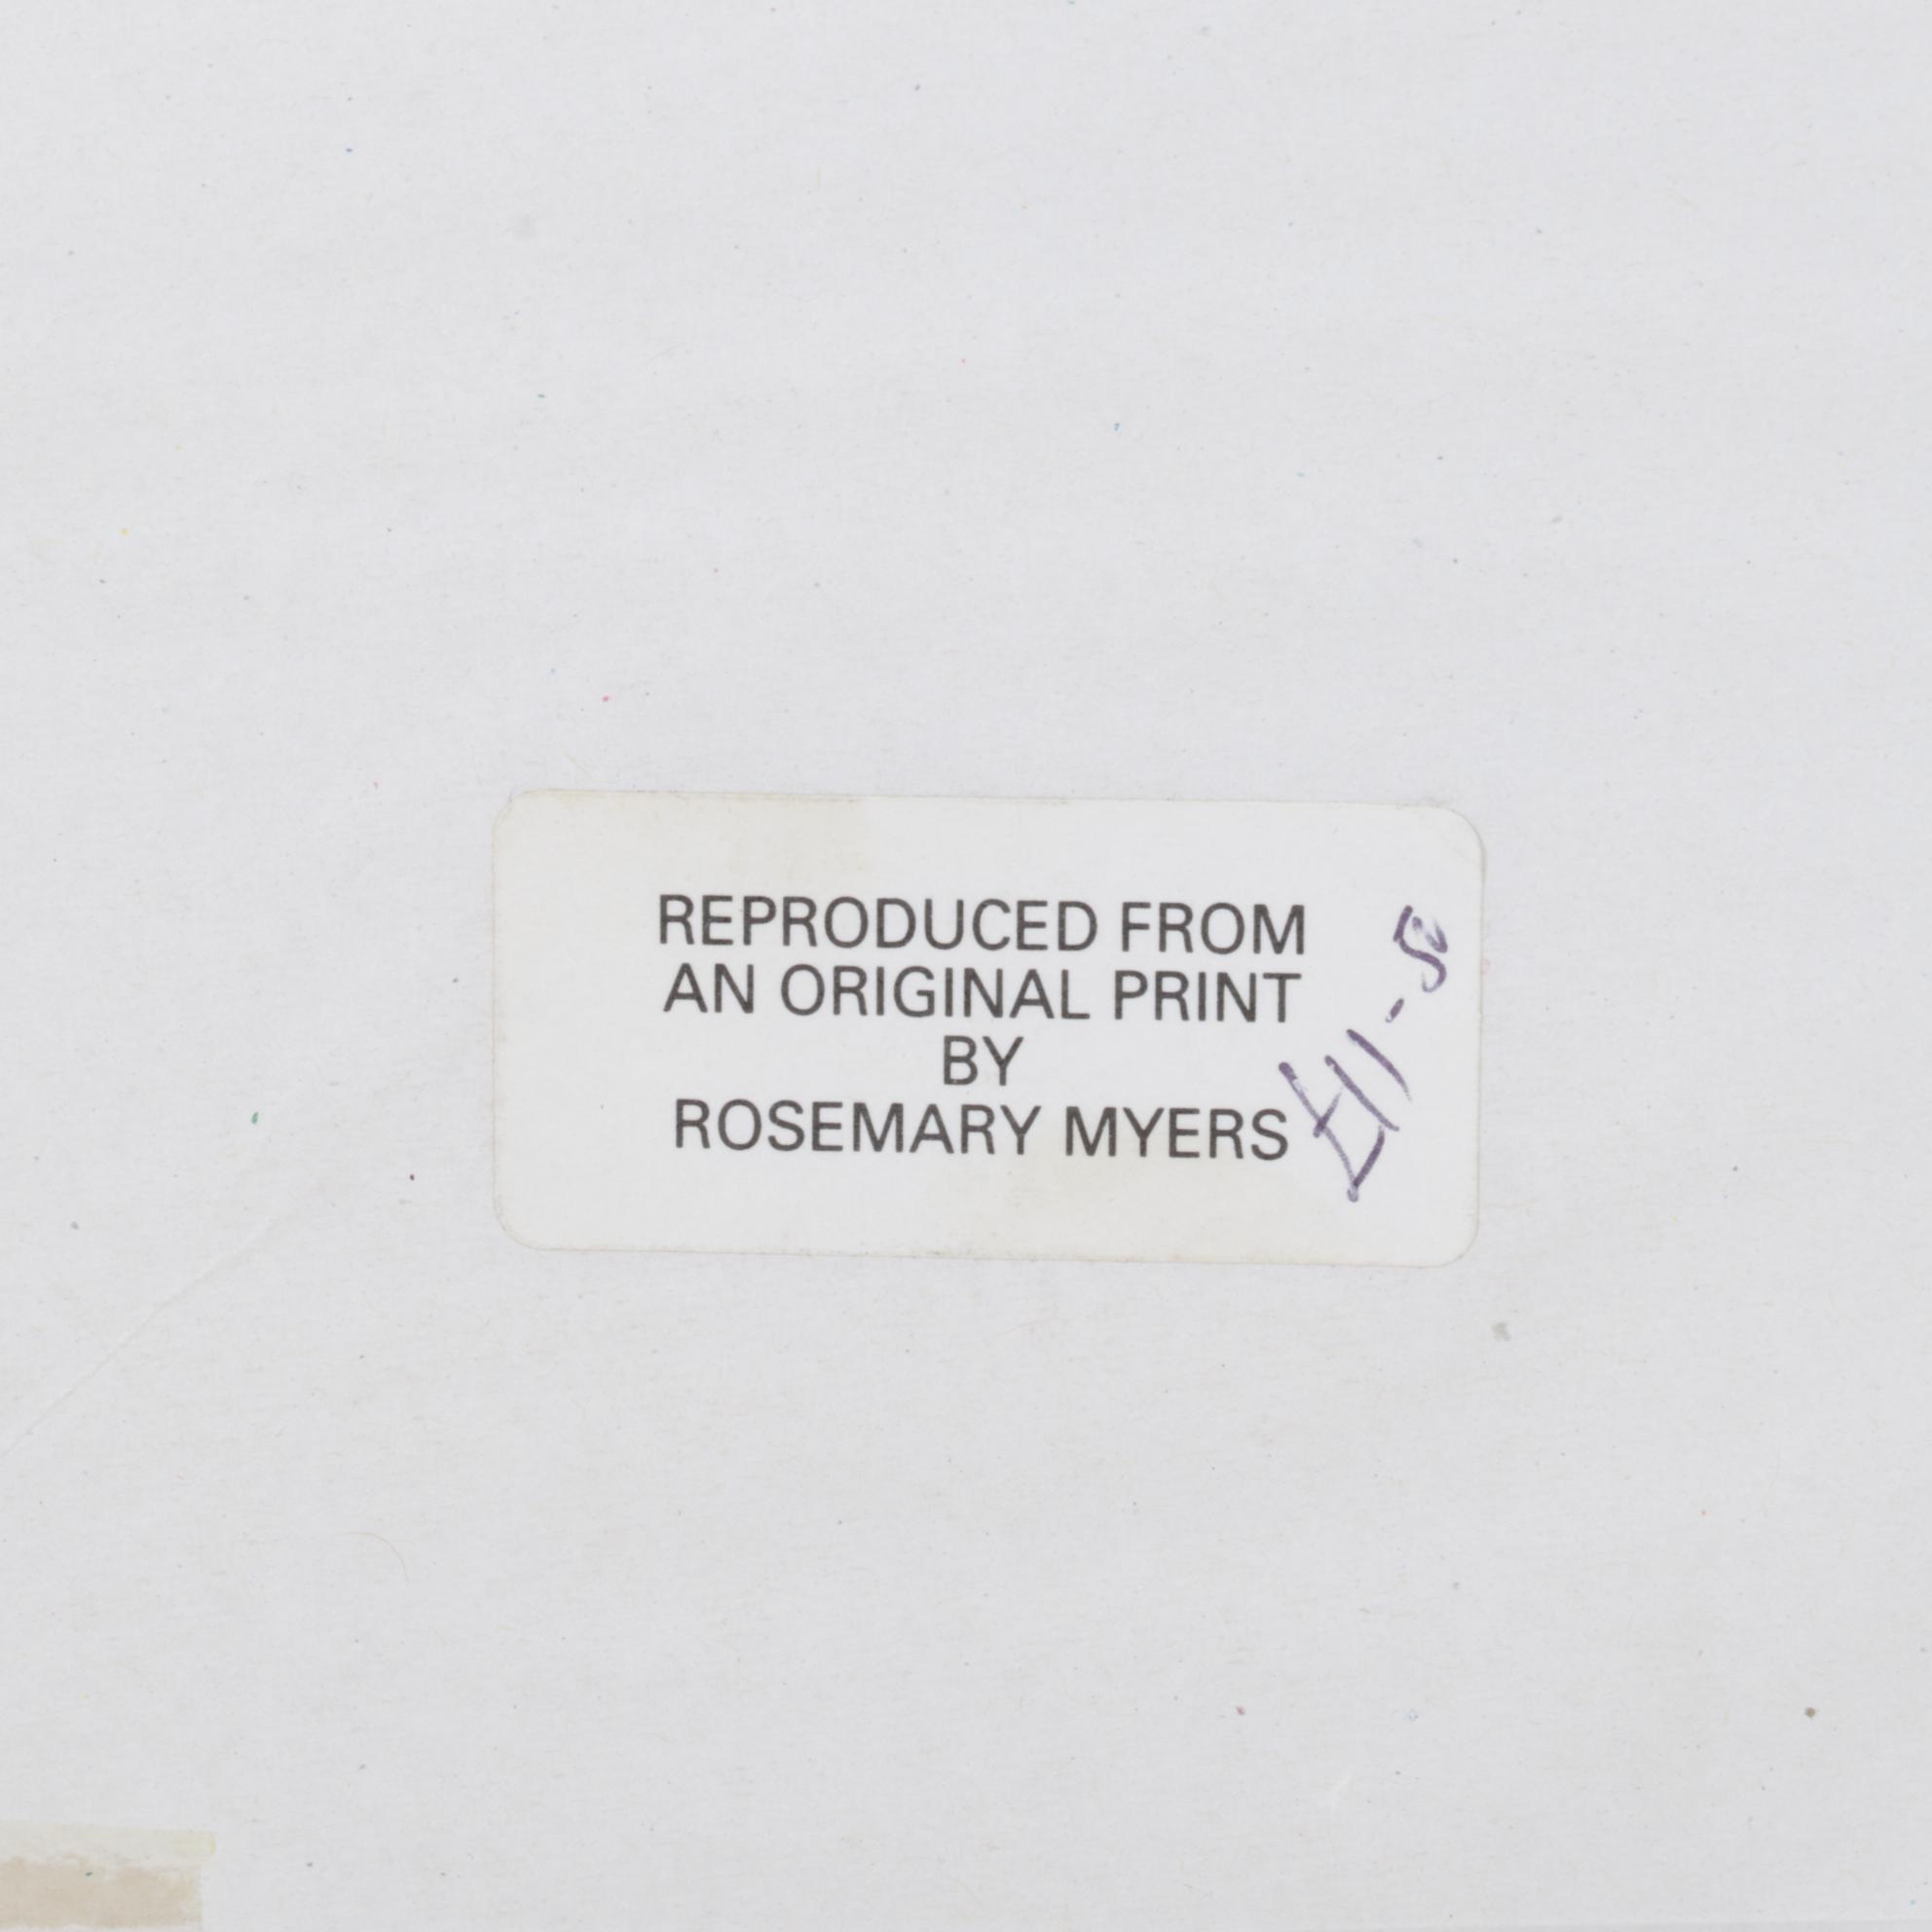 REPRODUCED FROM
AN ORIGINAL PRINT
BY
ROSEMARY MYERS